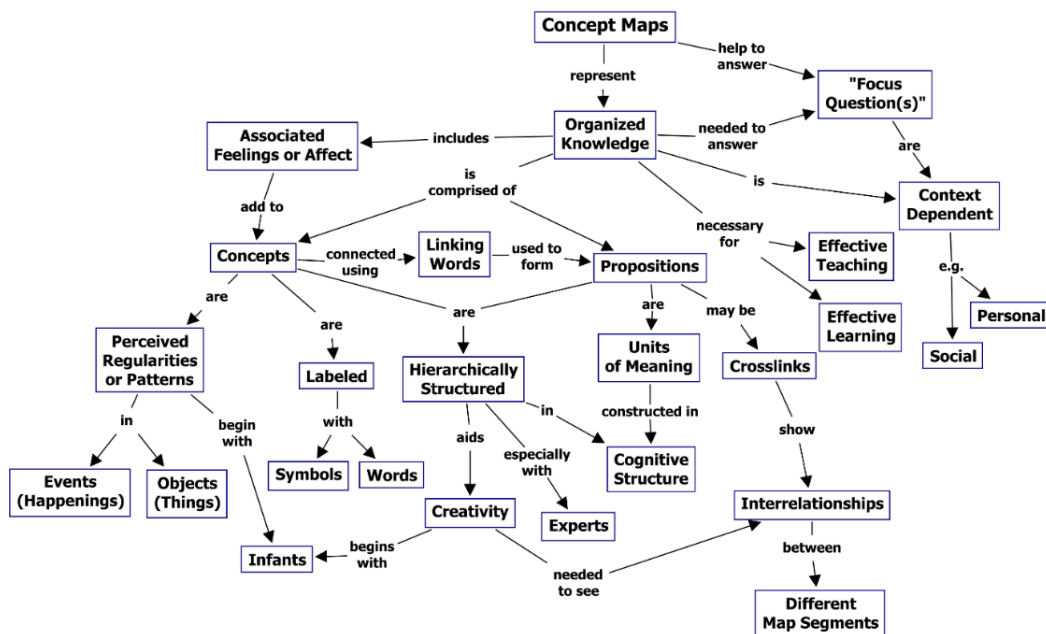 Concept Maps
help to
answer
represent
"Focus
Question(s)"
Associated
Feelings or Affect
includes
Organized
Knowledge
needed to
answer
are
is
comprised of
is
Context
Dependent
add to
necessary
for
Concepts
connected
using
Linking
Words
used to
form
Propositions
Effective
Teaching
e.g.
are
are
are
are
may be
Effective
Learning
Personal
Social
Perceived
Regularities
or Patterns
Labeled
Hierarchically
Structured
Units
of Meaning
Crosslinks
in
begin
with
with
aids
in
especially
with
constructed in
show
Events
(Happenings)
Objects
(Things)
Symbols
Words
Cognitive
Structure
Creativity
Experts
Interrelationships
Infants
begins
with
needed
to see
between
Different
Map Segments